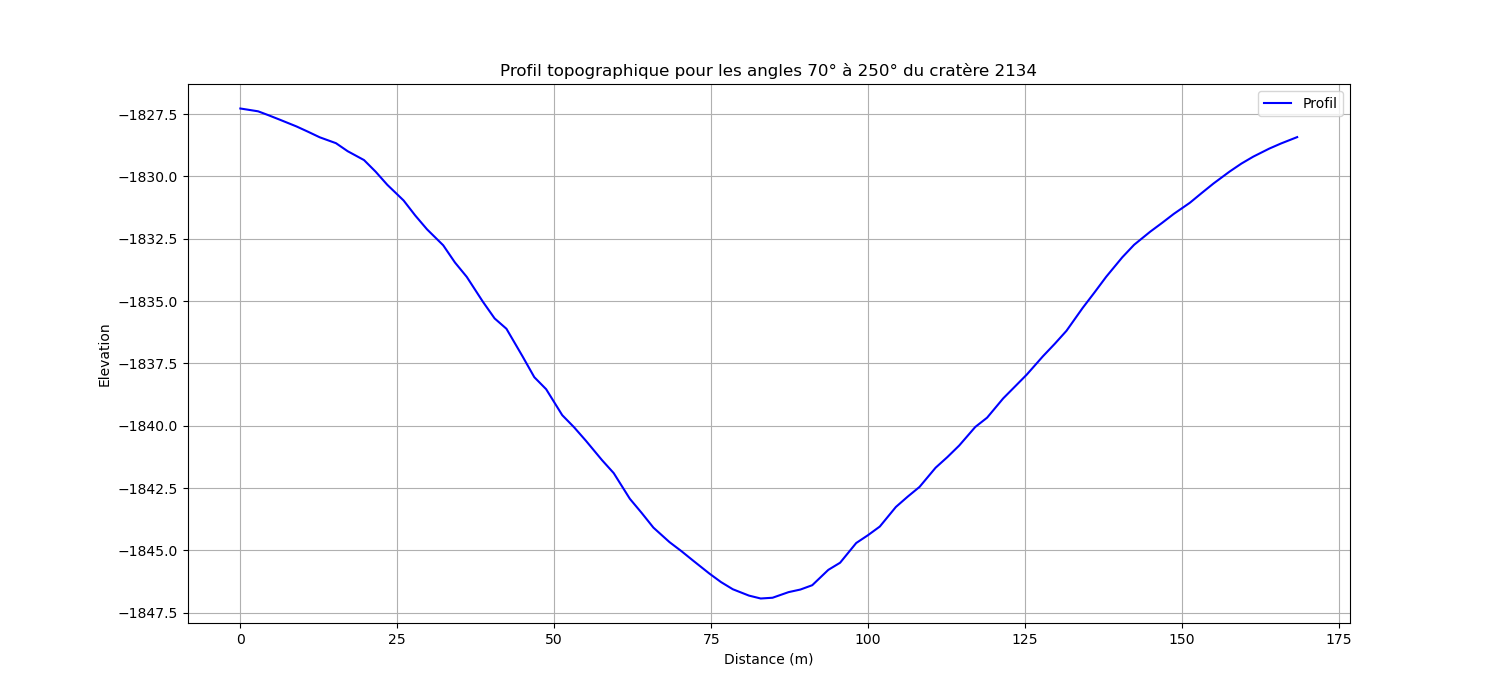 Profil topographique pour les angles 70° à 250° du cratère 2134
Profil
−1827.5
−1830.0
−1832.5
−1835.0
−1837.5
−1840.0
−1842.5
−1845.0
−1847.5
Elevation
0 25 50 75 100 125 150 175
Distance (m)